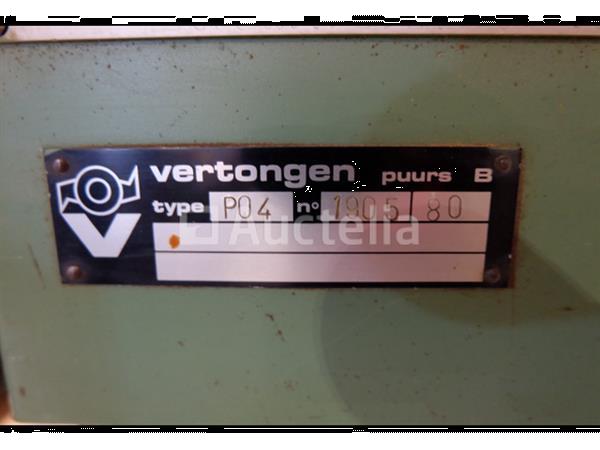 vertongen puurs B
type P04 n° 1905 80
Auctelia